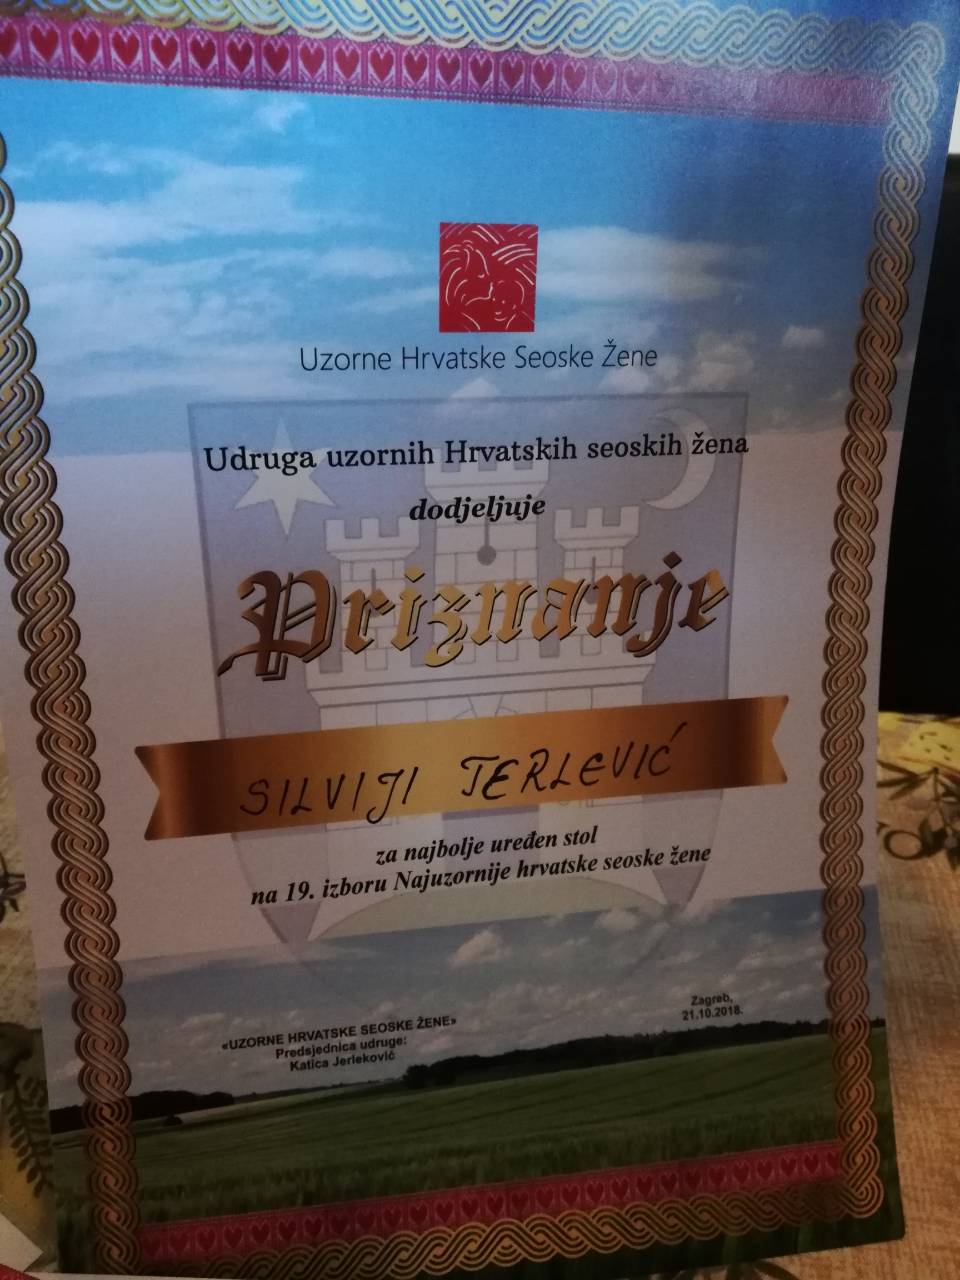 Uzorne Hrvatske Seoske Žene
Udruga uzornih Hrvatskih seoskih žena
dodjeljuje
Priznanje
SILVIJI TERLEVIĆ
za najbolje uređen stol
na 19. izboru Najuzornije hrvatske seoske žene
«UZORNE HRVATSKE SEOSKE ŽENE»
Predsjednica udruge:
Katica Jerleković
Zagreb,
21.10.2018.